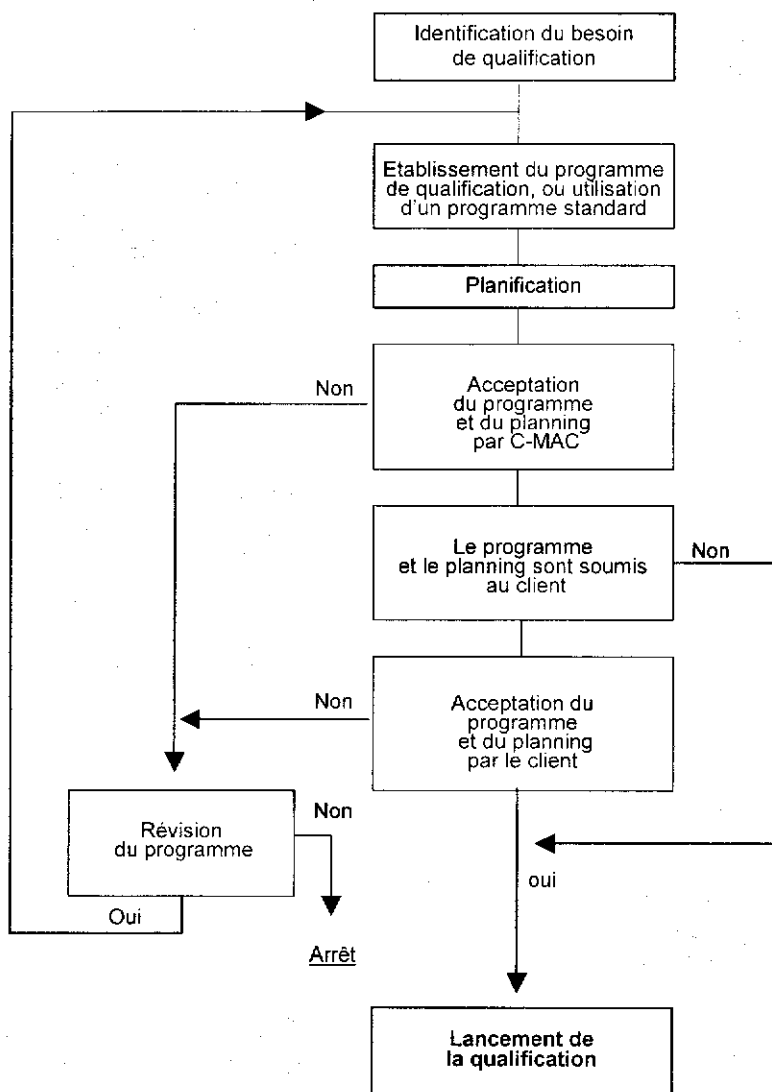 Identification du besoin
de qualification
Etablissement du programme
de qualification, ou utilisation
d'un programme standard
Planification
Non
Acceptation
du programme
et du planning
par C-MAC
Le programme
et le planning sont soumis
au client
Non
Non
Acceptation du
programme
et du planning
par le client
Révision
du programme
Non
oui
Oui
Arrêt
Lancement de
la qualification